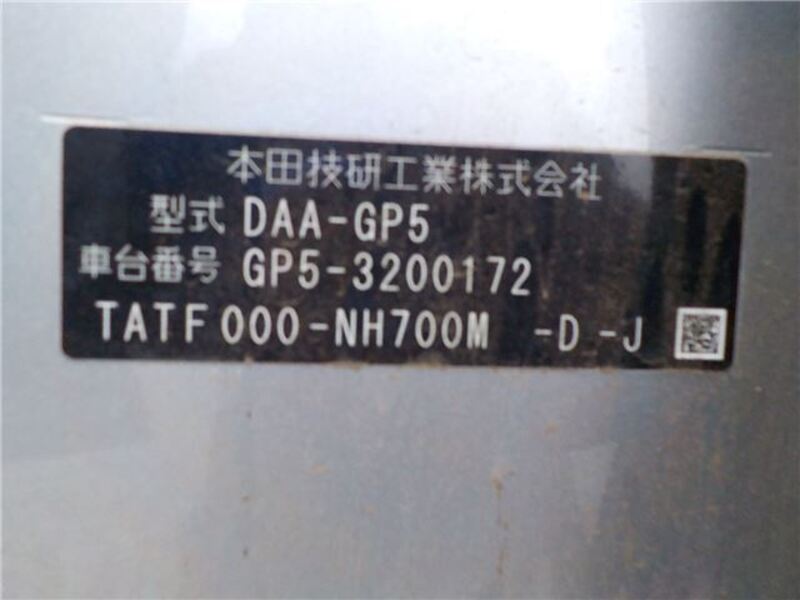 本田技研工業株式会社
型式 DAA-GP5
車台番号 GP5-3200172
TATF000-NH700M -D-J